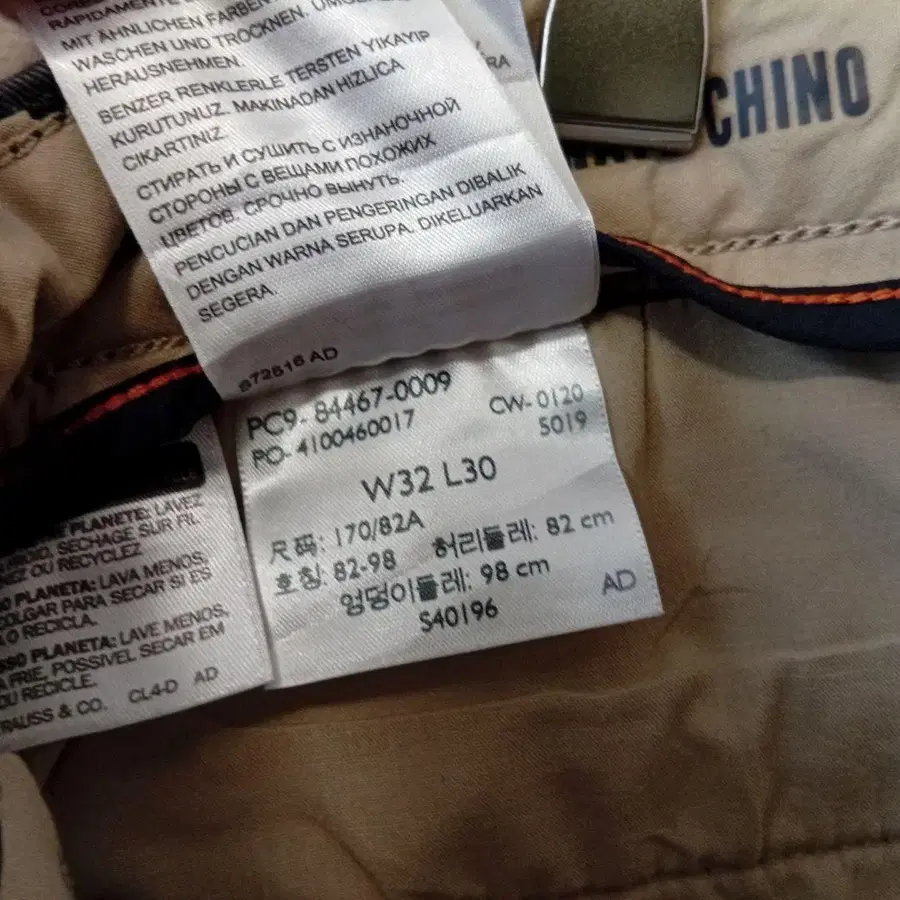 RAPIDAMENTE
MIT ÄHNLICHEN FARBEN
WASCHEN UND TROCKNEN.
HERAUSNEHMEN.
BENZER RENKLERLE TERSTEN YIKAYIP
KURUTUNUZ. MAKINADAN HIZLICA
CIKARTINIZ.
СТИРАТЬ И СУШИТЬ С ИЗНАНОЧНОЙ
СТОРОНЫ С ВЕЩАМИ ПОХОЖИХ
ЦВЕТОВ. СРОЧНО ВЫНУТЬ.
PENCUCIAN DAN PENGERINGAN DIBALIK
DENGAN WARNA SERUPA. DIKELUARKAN
SEGERA.
872516 AD
CHINO
PC9- 84467-0009
PO- 4100460017
CW- 0120
5019
W32 L30
尺码: 170/82A
호칭: 82-98 허리둘레: 82 cm
엉덩이둘레: 98 cm
S40196
AD
PLANETE: LAVEZ
SECHAGE SUR FIL
OU RECYCLEZ
PLANETA: LAVA MENOS,
COLGAR PARA SECAR SI ES
O RECICLA.
PLANETA: LAVE MENOS,
FRIE, POSSIVEL SECAR EM
OU RECICLE.
& CO. CL4-D AD